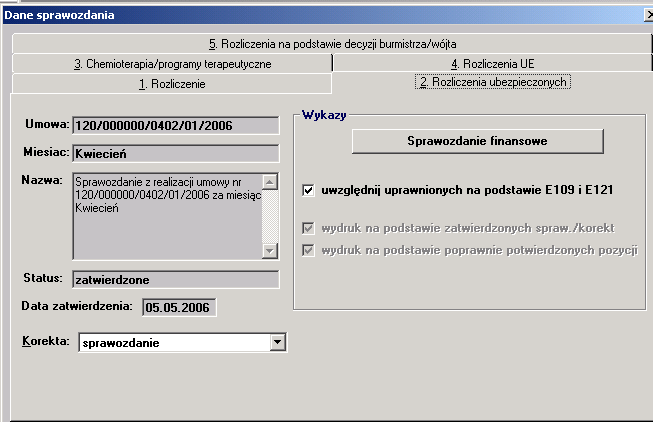 Dane sprawozdania
5. Rozliczenia na podstawie decyzji burmistrza/wójta
3. Chemioterapia/programy terapeutyczne
4. Rozliczenia UE
1. Rozliczenie
2. Rozliczenia ubezpieczonych
Umowa: 120/000000/0402/01/2006
Miesiac: Kwiecień
Nazwa: Sprawozdanie z realizacji umowy nr
120/000000/0402/01/2006 za miesiąc
Kwiecień
Status: zatwierdzone
Data zatwierdzenia: 05.05.2006
Korekta: sprawozdanie
Wykazy
Sprawozdanie finansowe
uwzględnij uprawnionych na podstawie E109 i E121
wydruk na podstawie zatwierdzonych spraw./korekt
wydruk na podstawie poprawnie potwierdzonych pozycji